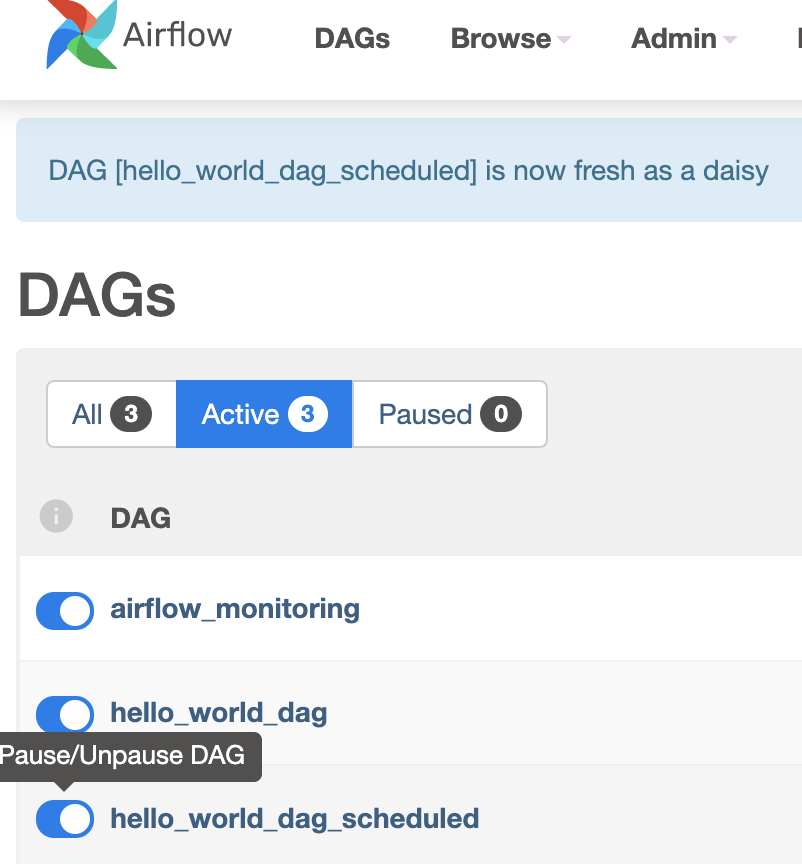 Airflow DAGs Browse Admin
DAG [hello_world_dag_scheduled] is now fresh as a daisy
DAGs
All 3 Active 3 Paused 0
i DAG
airflow_monitoring
hello_world_dag
Pause/Unpause DAG
hello_world_dag_scheduled